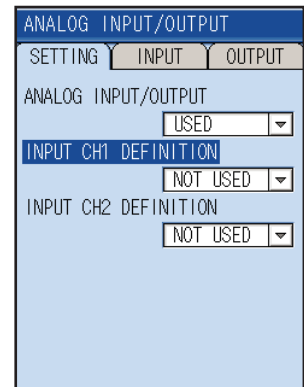 ANALOG INPUT/OUTPUT
SETTING INPUT OUTPUT
ANALOG INPUT/OUTPUT
USED
INPUT CH1 DEFINITION
NOT USED
INPUT CH2 DEFINITION
NOT USED